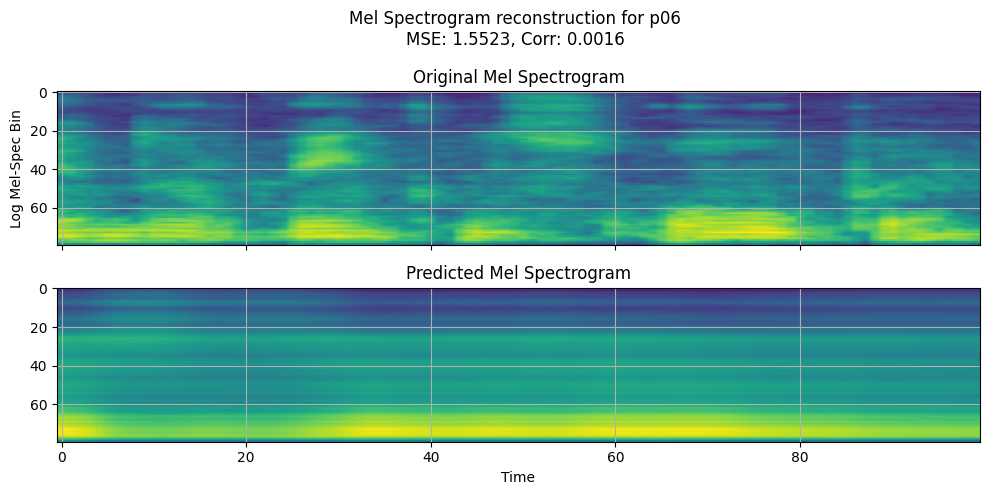 Mel Spectrogram reconstruction for p06
MSE: 1.5523, Corr: 0.0016
Original Mel Spectrogram
0
20
40
60
Log Mel-Spec Bin
Predicted Mel Spectrogram
0
20
40
60
0 20 40 60 80
Time